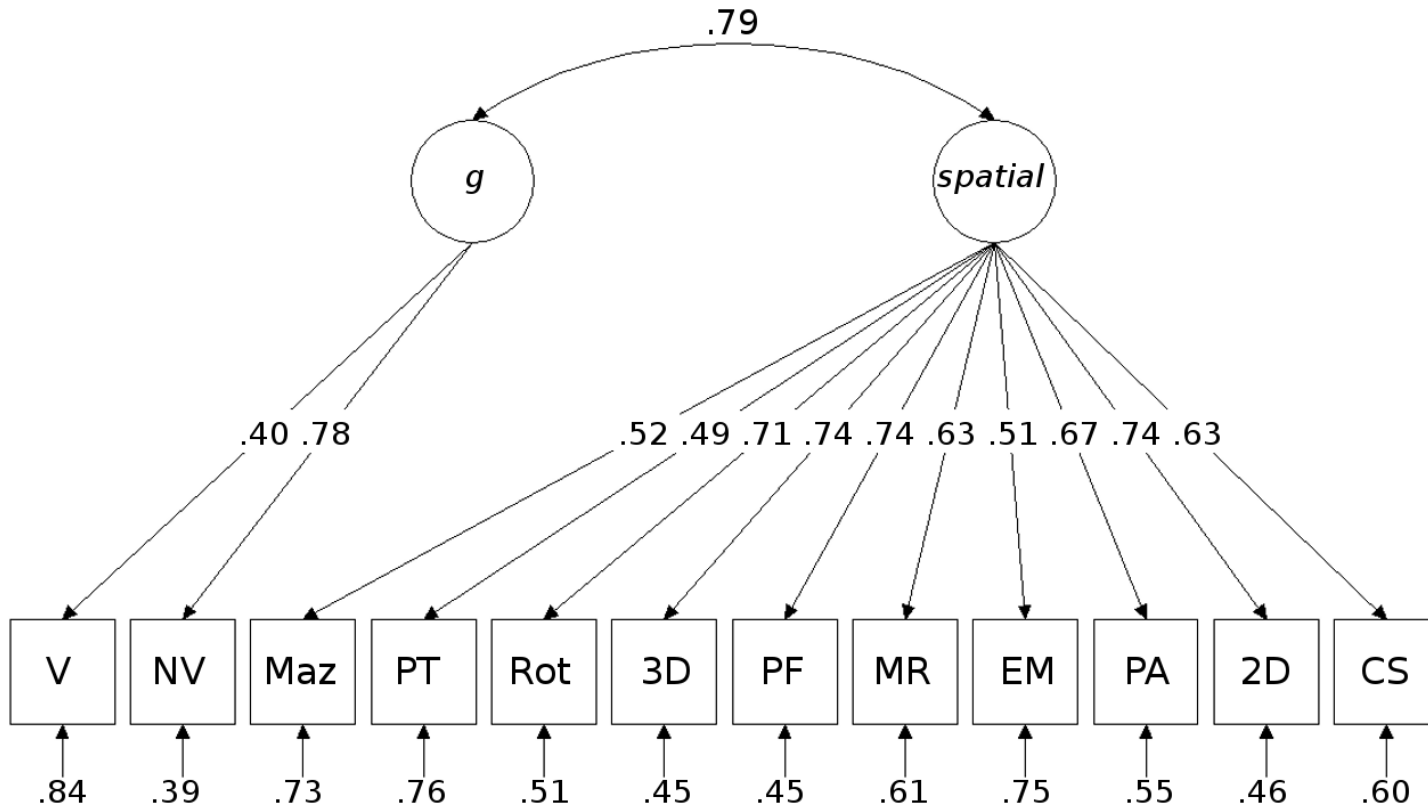 .79
g spatial
.40 .78 .52 .49 .71 .74 .74 .63 .51 .67 .74 .63
V NV Maz PT Rot 3D PF MR EM PA 2D CS
.84 .39 .73 .76 .51 .45 .45 .61 .75 .55 .46 .60